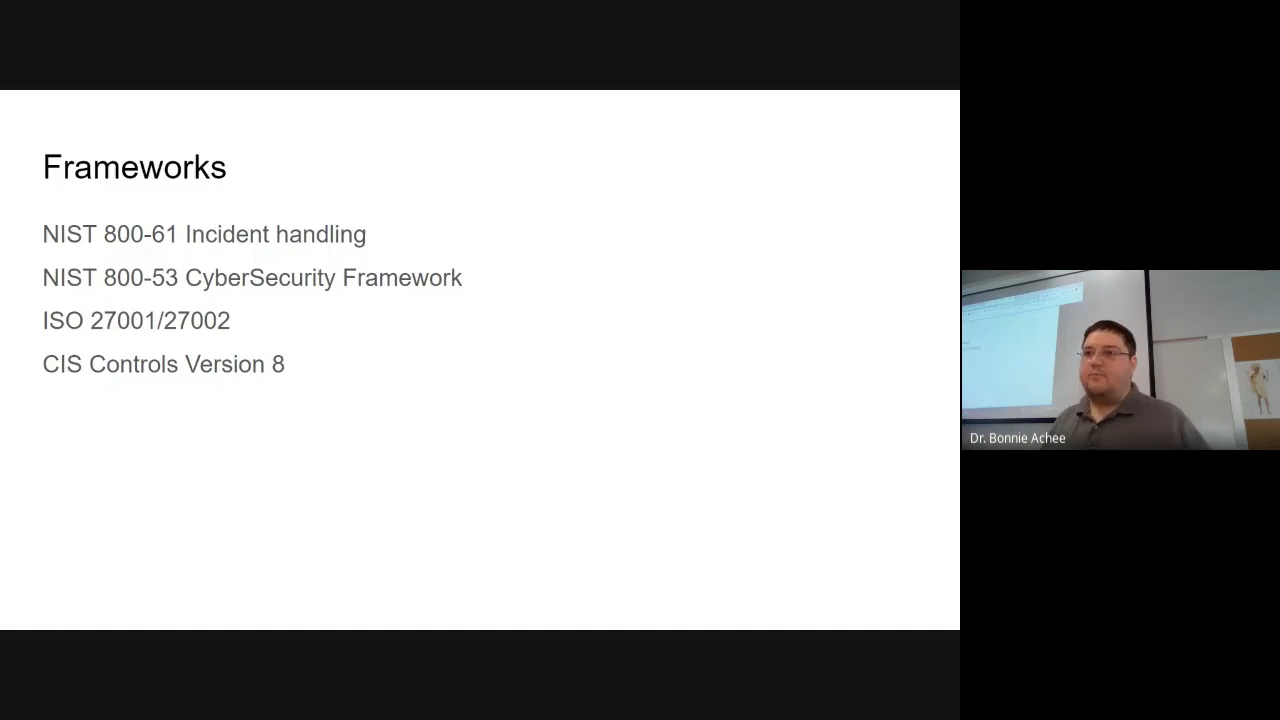 Frameworks
NIST 800-61 Incident handling
NIST 800-53 CyberSecurity Framework
ISO 27001/27002
CIS Controls Version 8
Dr. Bonnie Achee